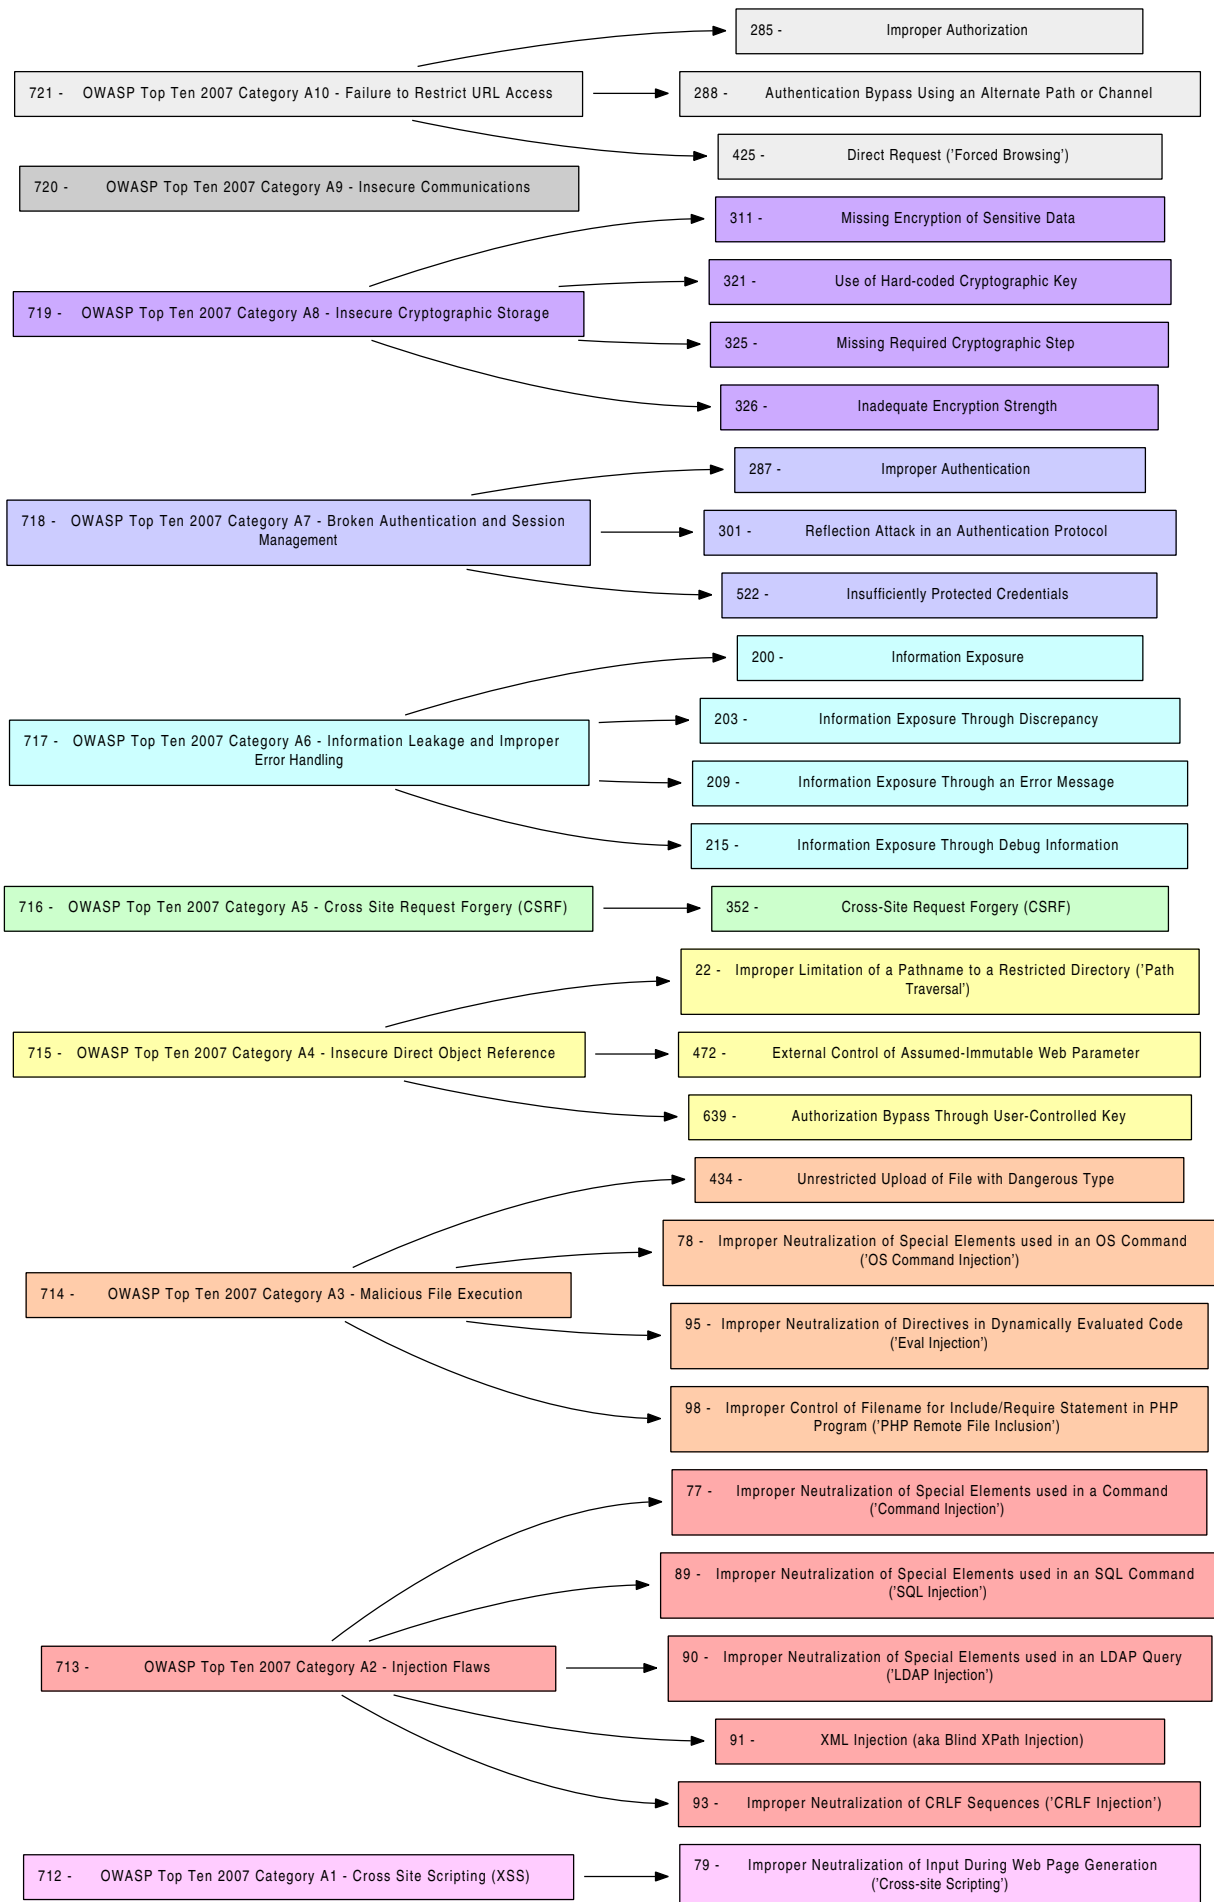 285 - Improper Authorization
721 - OWASP Top Ten 2007 Category A10 - Failure to Restrict URL Access
288 - Authentication Bypass Using an Alternate Path or Channel
425 - Direct Request ('Forced Browsing')
720 - OWASP Top Ten 2007 Category A9 - Insecure Communications
311 - Missing Encryption of Sensitive Data
321 - Use of Hard-coded Cryptographic Key
719 - OWASP Top Ten 2007 Category A8 - Insecure Cryptographic Storage
325 - Missing Required Cryptographic Step
326 - Inadequate Encryption Strength
287 - Improper Authentication
718 - OWASP Top Ten 2007 Category A7 - Broken Authentication and Session
Management
301 - Reflection Attack in an Authentication Protocol
522 - Insufficiently Protected Credentials
200 - Information Exposure
203 - Information Exposure Through Discrepancy
717 - OWASP Top Ten 2007 Category A6 - Information Leakage and Improper
Error Handling
209 - Information Exposure Through an Error Message
215 - Information Exposure Through Debug Information
716 - OWASP Top Ten 2007 Category A5 - Cross Site Request Forgery (CSRF)
352 - Cross-Site Request Forgery (CSRF)
22 - Improper Limitation of a Pathname to a Restricted Directory ('Path
Traversal')
715 - OWASP Top Ten 2007 Category A4 - Insecure Direct Object Reference
472 - External Control of Assumed-Immutable Web Parameter
639 - Authorization Bypass Through User-Controlled Key
434 - Unrestricted Upload of File with Dangerous Type
78 - Improper Neutralization of Special Elements used in an OS Command
('OS Command Injection')
714 - OWASP Top Ten 2007 Category A3 - Malicious File Execution
95 - Improper Neutralization of Directives in Dynamically Evaluated Code
('Eval Injection')
98 - Improper Control of Filename for Include/Require Statement in PHP
Program ('PHP Remote File Inclusion')
77 - Improper Neutralization of Special Elements used in a Command
('Command Injection')
89 - Improper Neutralization of Special Elements used in an SQL Command
('SQL Injection')
713 - OWASP Top Ten 2007 Category A2 - Injection Flaws
90 - Improper Neutralization of Special Elements used in an LDAP Query
('LDAP Injection')
91 - XML Injection (aka Blind XPath Injection)
93 - Improper Neutralization of CRLF Sequences ('CRLF Injection')
712 - OWASP Top Ten 2007 Category A1 - Cross Site Scripting (XSS)
79 - Improper Neutralization of Input During Web Page Generation
('Cross-site Scripting')